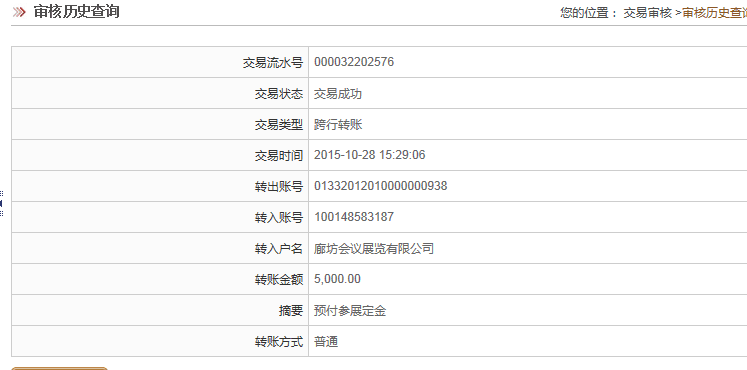 审核历史查询
您的位置： 交易审核 >审核历史查询
交易流水号 000032202576
交易状态 交易成功
交易类型 跨行转账
交易时间 2015-10-28 15:29:06
转出账号 01332012010000000938
转入账号 100148583187
转入户名 廊坊会议展览有限公司
转账金额 5,000.00
摘要 预付参展定金
转账方式 普通